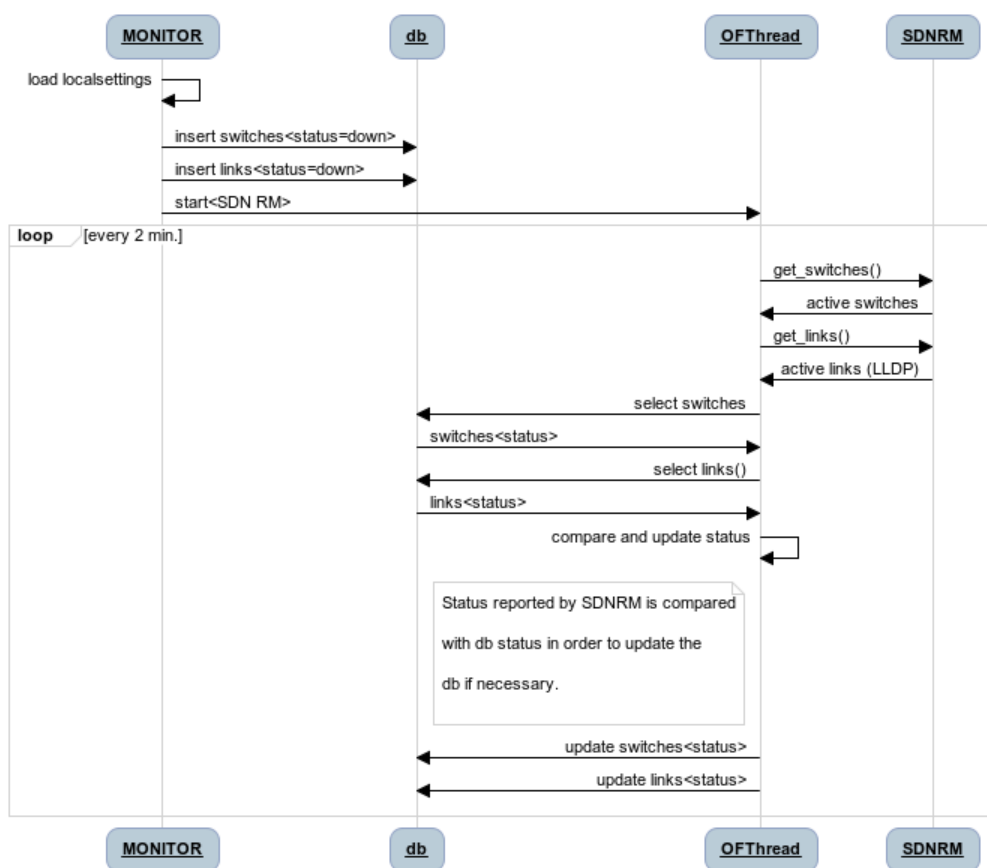 MONITOR db OFThread SDNRM
load localsettings
insert switches<status=down>
insert links<status=down>
start<SDN RM>
loop [every 2 min.]
get_switches()
active switches
get_links()
active links (LLDP)
select switches
switches<status>
select links()
links<status>
compare and update status
Status reported by SDNRM is compared
with db status in order to update the
db if necessary.
update switches<status>
update links<status>
MONITOR db OFThread SDNRM